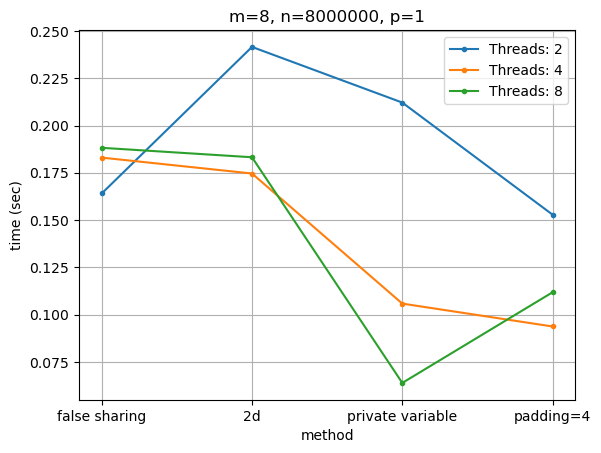 m=8, n=8000000, p=1
Threads: 2
Threads: 4
Threads: 8
0.250
0.225
0.200
0.175
0.150
0.125
0.100
0.075
time (sec)
false sharing 2d private variable padding=4
method